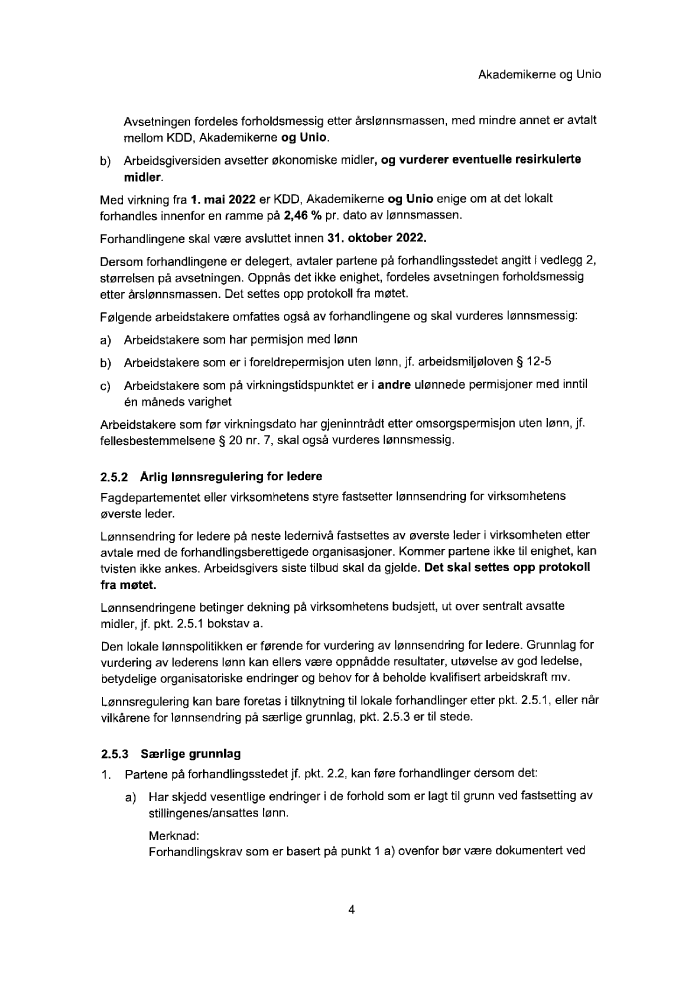 Akademikerne og Unio
Avsetningen fordeles forholdsmessig etter årslønnsmassen, med mindre annet er avtalt
mellom KDD, Akademikerne og Unio.
b) Arbeidsgiversiden avsetter økonomiske midler, og vurderer eventuelle resirkulerte
midler.
Med virkning fra 1. mai 2022 er KDD, Akademikerne og Unio enige om at det lokalt
forhandles innenfor en ramme på 2,46 % pr. dato av lønnsmassen.
Forhandlingene skal være avsluttet innen 31. oktober 2022.
Dersom forhandlingene er delegert, avtaler partene på forhandlingsstedet angitt i vedlegg 2,
størrelsen på avsetningen. Oppnås det ikke enighet, fordeles avsetningen forholdsmessig
etter årslønnsmassen. Det settes opp protokoll fra møtet.
Følgende arbeidstakere omfattes også av forhandlingene og skal vurderes lønnsmessig:
a) Arbeidstakere som har permisjon med lønn
b) Arbeidstakere som er i foreldrepermisjon uten lønn, jf. arbeidsmiljøloven § 12-5
c) Arbeidstakere som på virkningstidspunktet er i andre ulønnede permisjoner med inntil
én måneds varighet
Arbeidstakere som før virkningsdato har gjeninntrådt etter omsorgspermisjon uten lønn, jf.
fellesbestemmelsene § 20 nr. 7, skal også vurderes lønnsmessig.
2.5.2 Årlig lønnsregulering for ledere
Fagdepartementet eller virksomhetens styre fastsetter lønnsendring for virksomhetens
øverste leder.
Lønnsendring for ledere på neste ledernivå fastsettes av øverste leder i virksomheten etter
avtale med de forhandlingsberettigede organisasjoner. Kommer partene ikke til enighet, kan
tvisten ikke ankes. Arbeidsgivers siste tilbud skal da gjelde. Det skal settes opp protokoll
fra møtet.
Lønnsendringene betinger dekning på virksomhetens budsjett, ut over sentralt avsatte
midler, jf. pkt. 2.5.1 bokstav a.
Den lokale lønnspolitikken er førende for vurdering av lønnsendring for ledere. Grunnlag for
vurdering av lederens lønn kan ellers være oppnådde resultater, utøvelse av god ledelse,
betydelige organisatoriske endringer og behov for å beholde kvalifisert arbeidskraft mv.
Lønnsregulering kan bare foretas i tilknytning til lokale forhandlinger etter pkt. 2.5.1, eller når
vilkårene for lønnsendring på særlige grunnlag, pkt. 2.5.3 er til stede.
2.5.3 Særlige grunnlag
1. Partene på forhandlingsstedet jf. pkt. 2.2, kan føre forhandlinger dersom det:
a) Har skjedd vesentlige endringer i de forhold som er lagt til grunn ved fastsetting av
stillingenes/ansattes lønn.
Merknad:
Forhandlingskrav som er basert på punkt 1 a) ovenfor bør være dokumentert ved
4